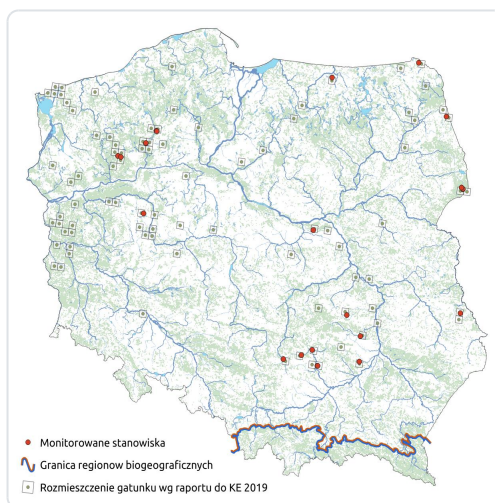 Monitorowane stanowiska
Granica regionow biogeograficznych
Rozmieszczenie gatunku wg raportu do KE 2019